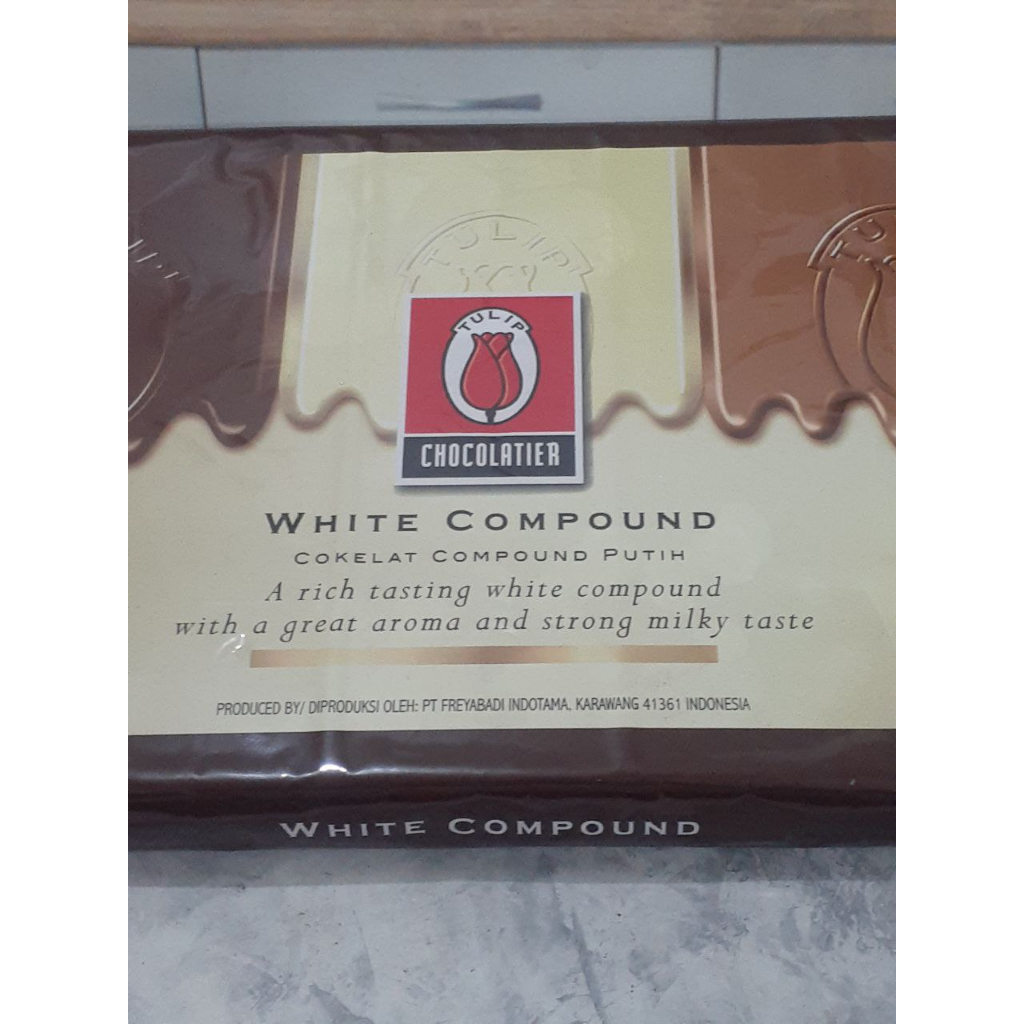 TULIP
TULIP
CHOCOLATIER
WHITE COMPOUND
COKELAT COMPOUND PUTIH
A rich tasting white compound
with a great aroma and strong milky taste
PRODUCED BY/ DIPRODUKSI OLEH: PT FREYABADI INDOTAMA, KARAWANG 41361 INDONESIA
WHITE COMPOUND